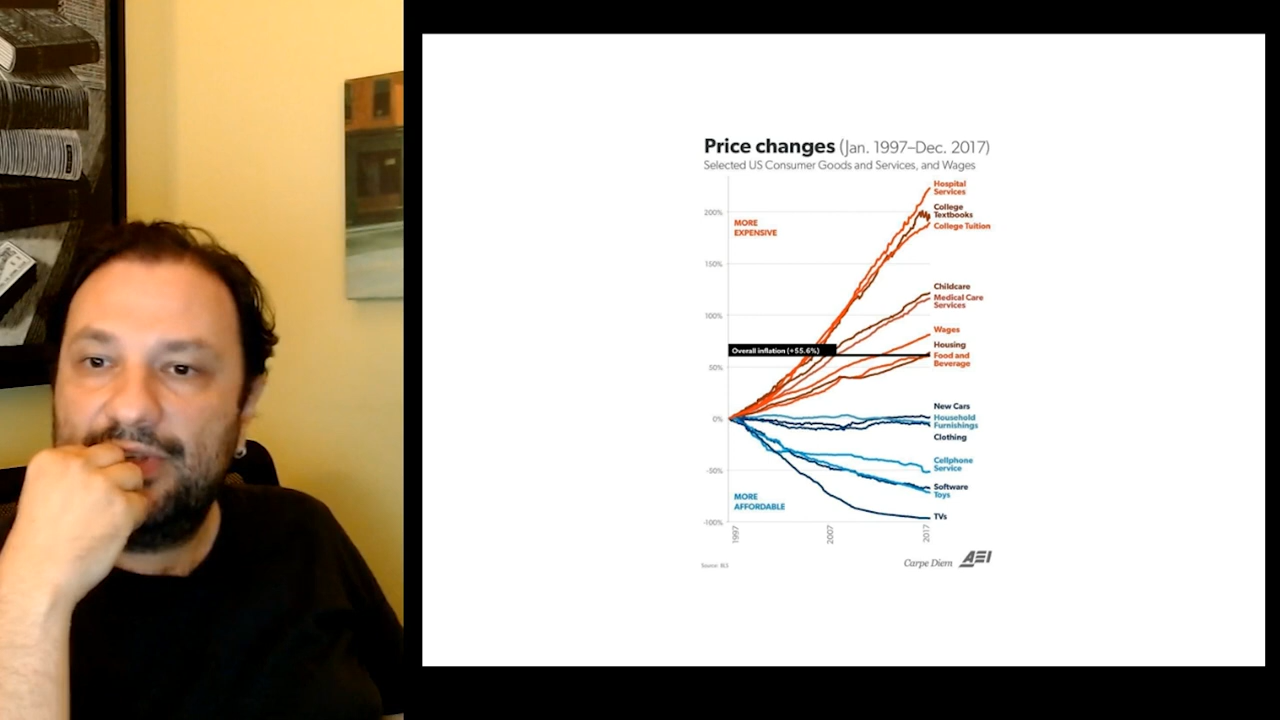 Price changes (Jan. 1997–Dec. 2017)
Selected US Consumer Goods and Services, and Wages
200%
150%
100%
50%
0%
-50%
-100%
MORE
EXPENSIVE
Overall inflation (+55.6%)
MORE
AFFORDABLE
Hospital
Services
College
Textbooks
College Tuition
Childcare
Medical Care
Services
Wages
Housing
Food and
Beverage
New Cars
Household
Furnishings
Clothing
Cellphone
Service
Software
Toys
TVs
1997
2007
2017
Source: BLS
Carpe Diem AEI